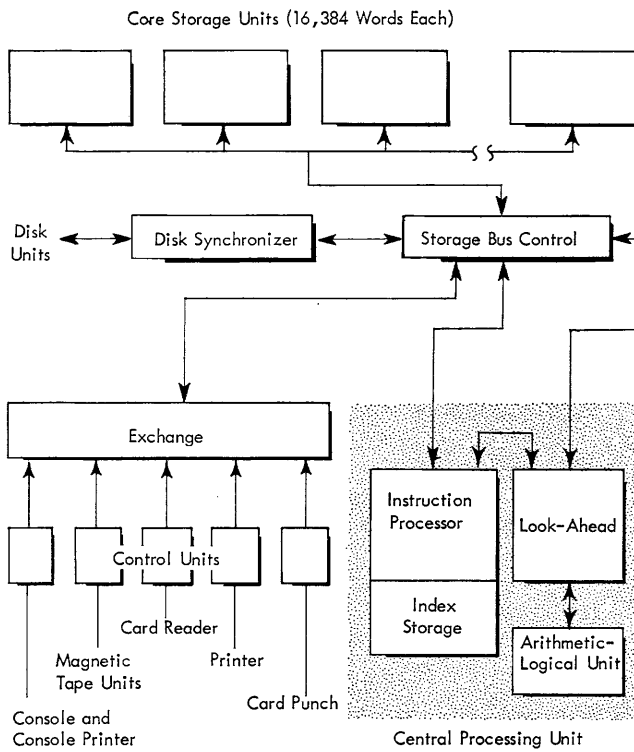 Core Storage Units (16,384 Words Each)
Disk
Units
Disk Synchronizer
Storage Bus Control
Exchange
Control Units
Card Reader
Magnetic
Tape Units
Printer
Card Punch
Console and
Console Printer
Instruction
Processor
Index
Storage
Look-Ahead
Arithmetic-
Logical Unit
Central Processing Unit